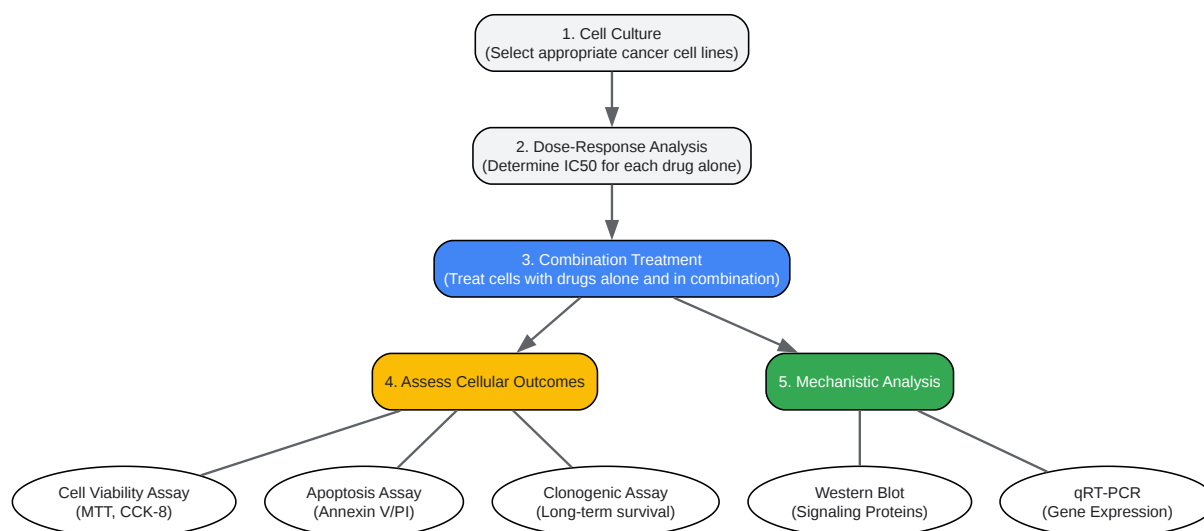 1. Cell Culture
(Select appropriate cancer cell lines)
2. Dose-Response Analysis
(Determine IC50 for each drug alone)
3. Combination Treatment
(Treat cells with drugs alone and in combination)
4. Assess Cellular Outcomes
5. Mechanistic Analysis
Cell Viability Assay
(MTT, CCK-8)
Apoptosis Assay
(Annexin V/PI)
Clonogenic Assay
(Long-term survival)
Western Blot
(Signaling Proteins)
qRT-PCR
(Gene Expression)